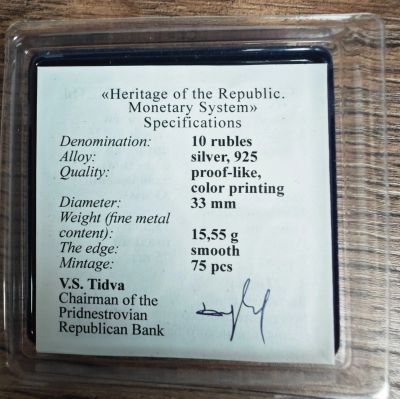 «Heritage of the Republic.
Monetary System»
Specifications
Denomination: 10 rubles
Alloy: silver, 925
Quality: proof-like,
color printing
Diameter: 33 mm
Weight (fine metal
content): 15,55 g
The edge: smooth
Mintage: 75 pcs
V.S. Tidva
Chairman of the
Pridnestrovian
Republican Bank